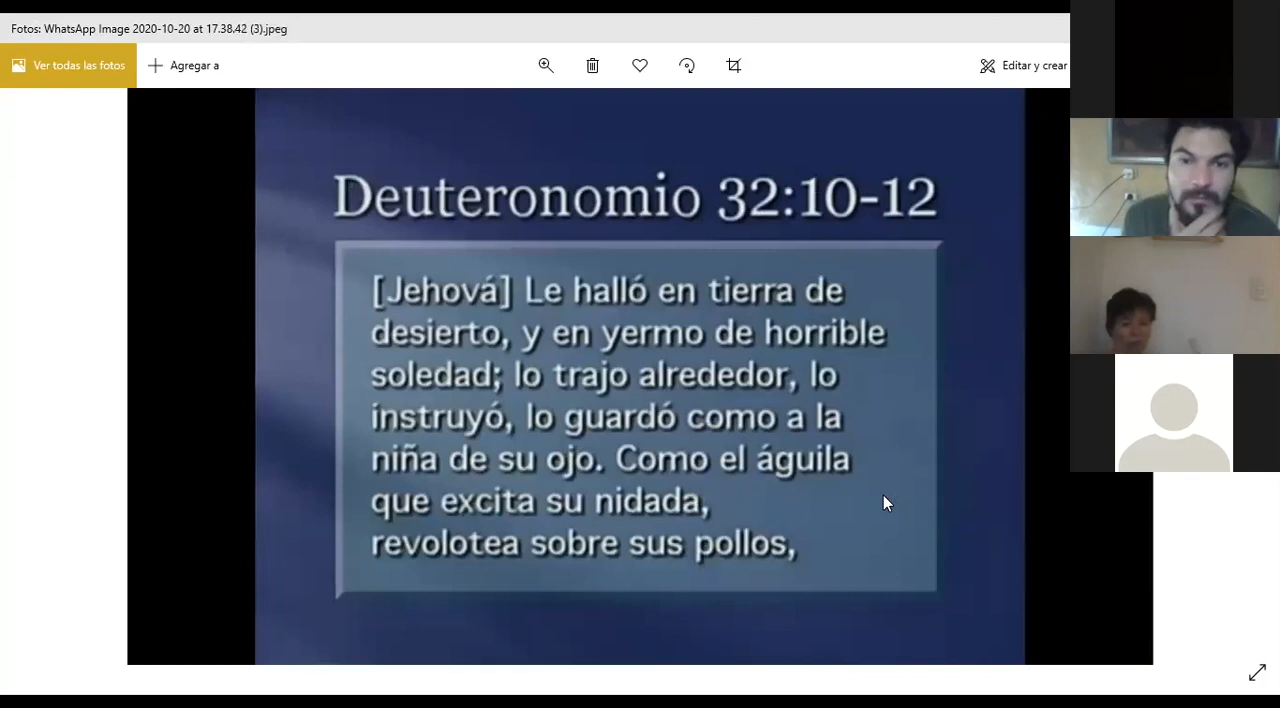 Fotos: WhatsApp Image 2020-10-20 at 17.38.42 (3).jpeg
Ver todas las fotos
Agregar a
Editar y crear
Deuteronomio 32:10-12
[Jehová] Le halló en tierra de
desierto, y en yermo de horrible
soledad; lo trajo alrededor, lo
instruyó, lo guardó como a la
niña de su ojo. Como el águila
que excita su nidada,
revolotea sobre sus pollos,